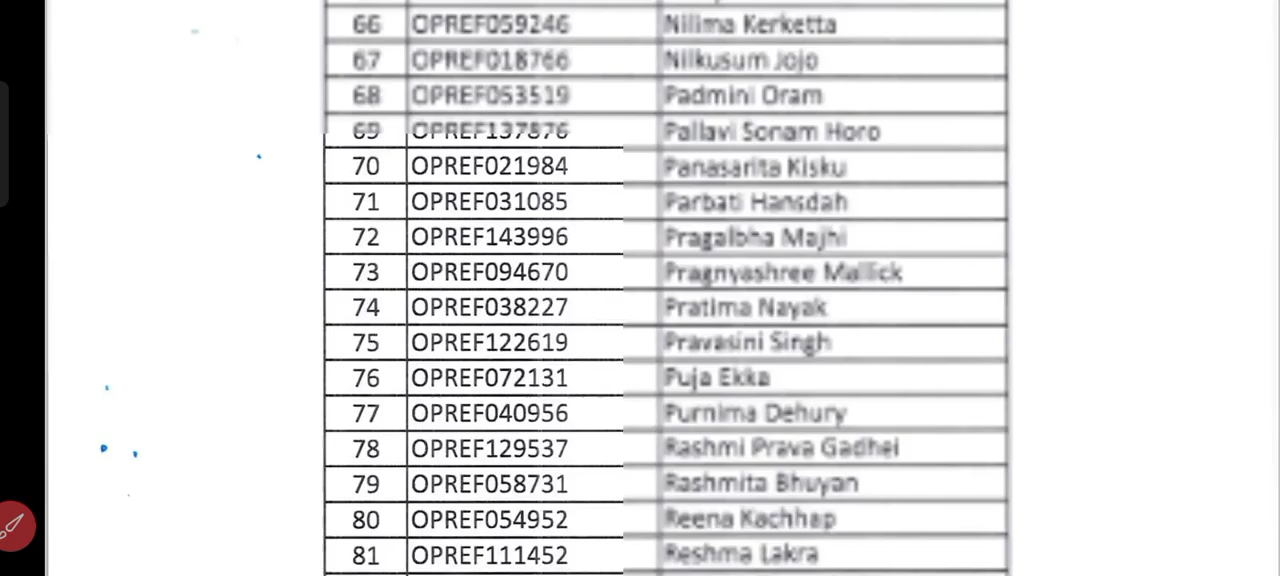 66 OPREF059246 Nilima Kerketta
67 OPREF018766 Nilkusum Jojo
68 OPREF053519 Padmini Oram
69 OPREF137876 Pallavi Sonam Horo
70 OPREF021984 Panasarita Kisku
71 OPREF031085 Parbati Hansdah
72 OPREF143996 Pragalbha Majhi
73 OPREF094670 Pragnyashree Mallick
74 OPREF038227 Pratima Nayak
75 OPREF122619 Pravasini Singh
76 OPREF072131 Puja Ekka
77 OPREF040956 Purnima Dehury
78 OPREF129537 Rashmi Prava Gadhei
79 OPREF058731 Rashmita Bhuyan
80 OPREF054952 Reena Kachhap
81 OPREF111452 Reshma Lakra